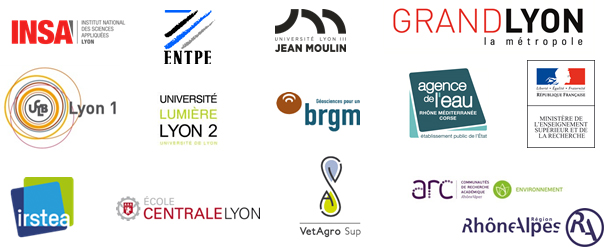 INSA
INSTITUT NATIONAL
DES SCIENCES
APPLIQUÉES
LYON
ENTPE
UNIVERSITÉ LYON III
JEAN MOULIN
GRANDLYON
la métropole
UCBL
Lyon 1
UNIVERSITÉ
LUMIÈRE
LYON 2
UNIVERSITÉ DE LYON
Géosciences pour un
brgm
agence
de l'eau
RHÔNE MÉDITERRANÉE
CORSE
établissement public de l'État
Liberté • Égalité • Fraternité
RÉPUBLIQUE FRANÇAISE
MINISTÈRE DE
L'ENSEIGNEMENT
SUPÉRIEUR ET DE
LA RECHERCHE
irstea
ÉCOLE
CENTRALELYON
VetAgro Sup
arc
COMMUNAUTÉS
DE RECHERCHE
ACADÉMIQUE
RhôneAlpes
ENVIRONNEMENT
Région
RhôneAlpes
RA